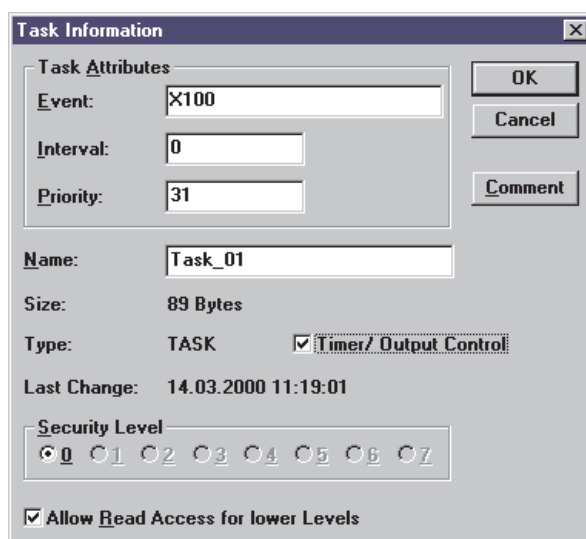 Task Information
Task Attributes
Event: X100
OK
Cancel
Interval: 0
Priority: 31
Comment
Name: Task_01
Size: 89 Bytes
Type: TASK Timer/ Output Control
Last Change: 14.03.2000 11:19:01
Security Level
0 1 2 3 4 5 6 7
Allow Read Access for lower Levels